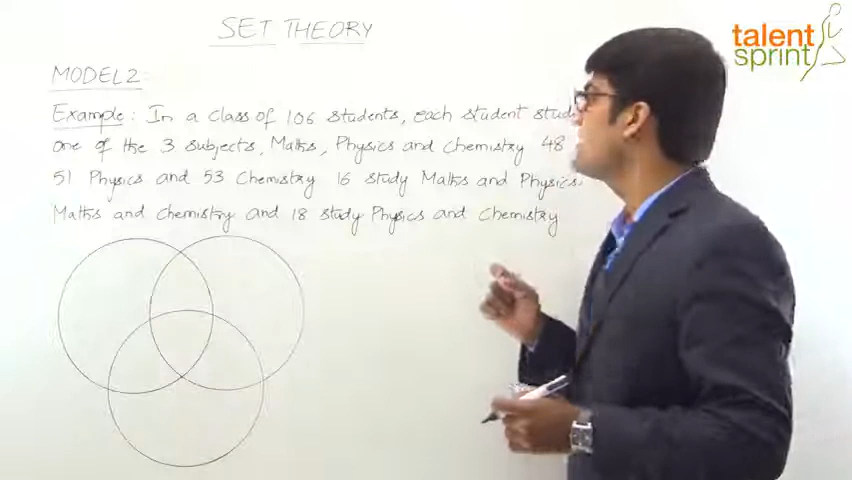 SET THEORY
talent
sprint
MODEL 2
Example : In a class of 106 students, each student
one of the 3 subjects, Maths, Physics and Chemistry 48
51 Physics and 53 Chemistry 16 study Maths and Physics.
Maths and chemistry and 18 study Physics and Chemistry